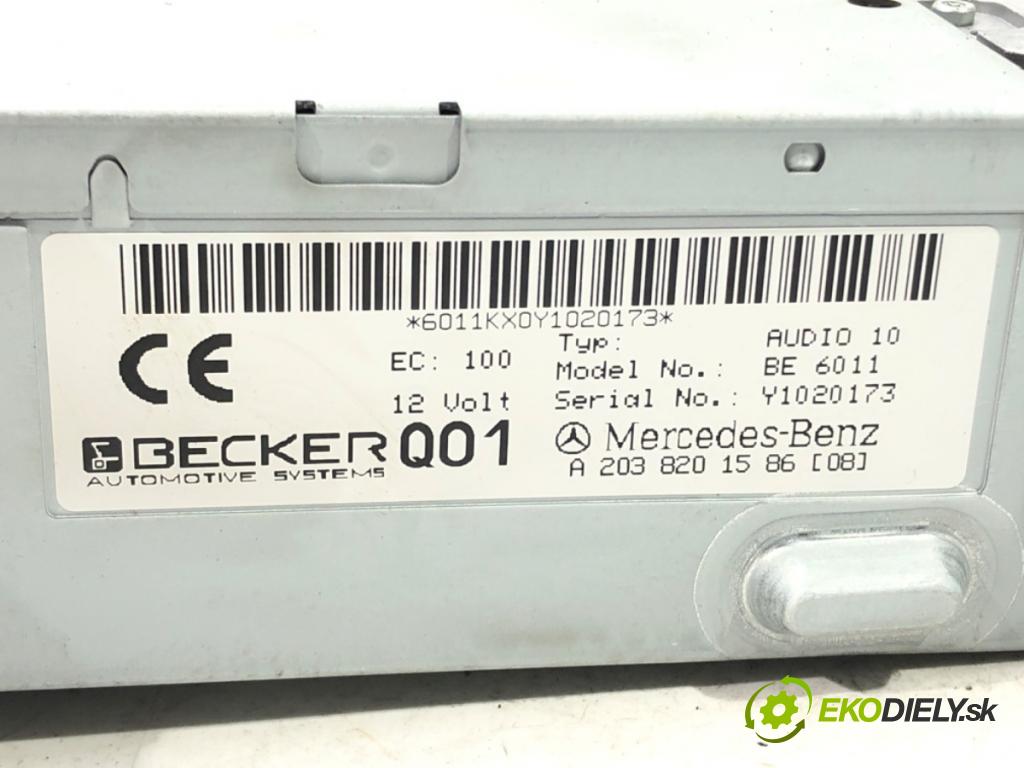 *6011KX0Y1020173*
CE
EC: 100
12 Volt
Typ: AUDIO 10
Model No.: BE 6011
Serial No.: Y1020173
BECKER Q01
AUTOMOTIVE SYSTEMS
Mercedes-Benz
A 203 820 15 86 [08]
EKODIELY.sk